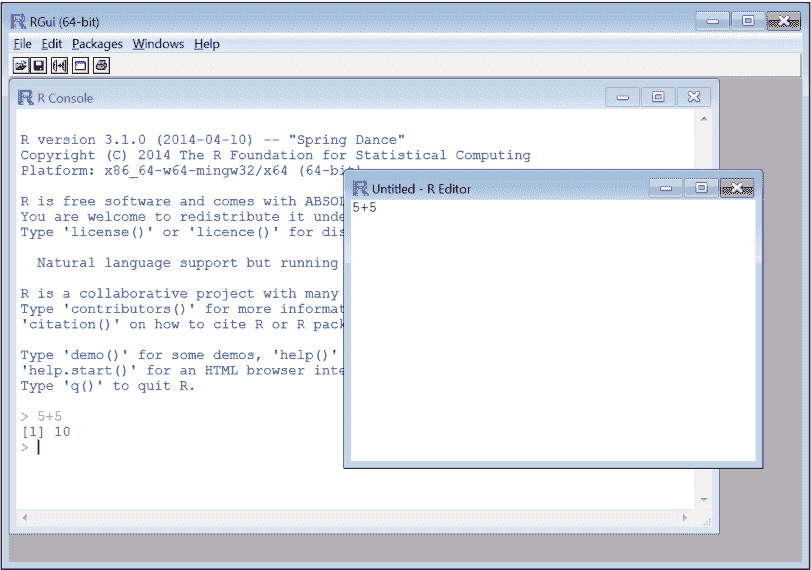 RGui (64-bit)
File Edit Packages Windows Help
R Console
R version 3.1.0 (2014-04-10) -- "Spring Dance"
Copyright (C) 2014 The R Foundation for Statistical Computing
Platform: x86_64-w64-mingw32/x64 (64-bit)
R is free software and comes with ABSOL
You are welcome to redistribute it unde
Type 'license()' or 'licence()' for dis
Natural language support but running
R is a collaborative project with many
Type 'contributors()' for more informat
'citation()' on how to cite R or R pack
Type 'demo()' for some demos, 'help()'
'help.start()' for an HTML browser inte
Type 'q()' to quit R.
> 5+5
[1] 10
>
Untitled - R Editor
5+5